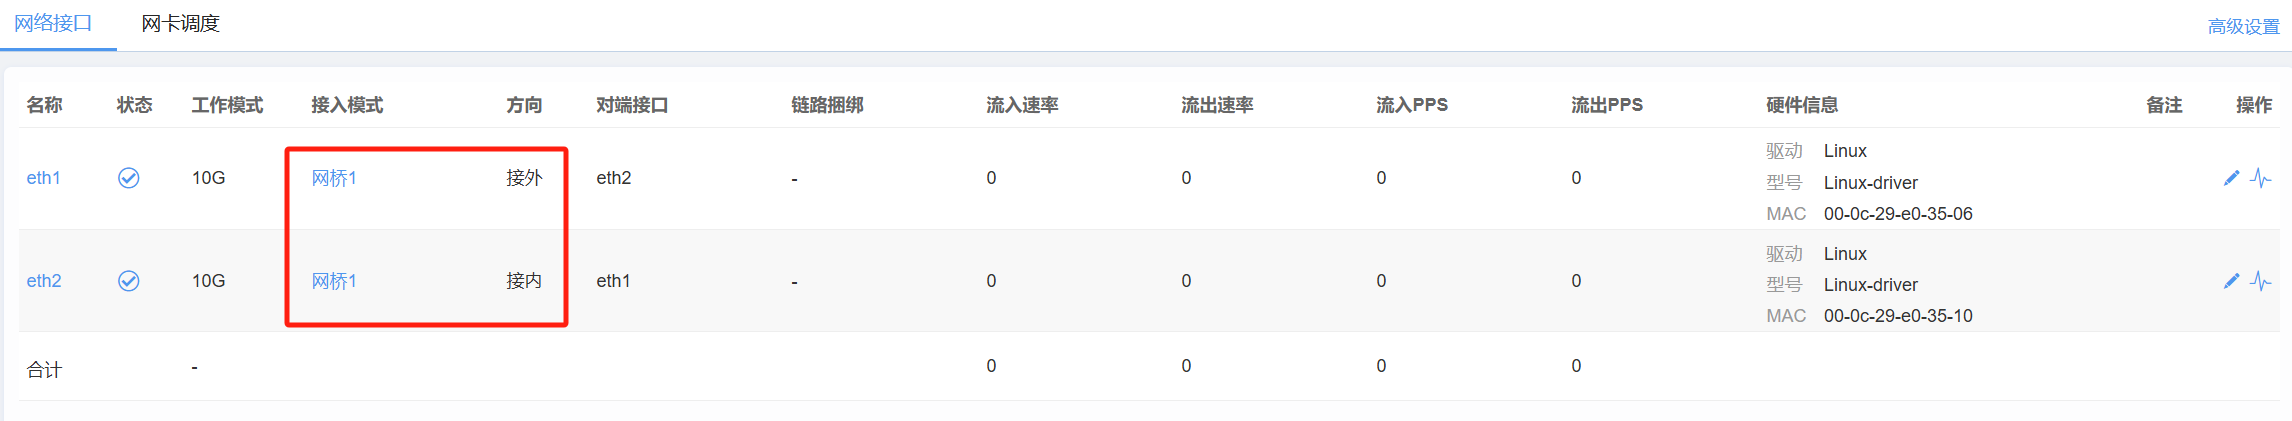 网络接口 网卡调度 高级设置
名称 状态 工作模式 接入模式 方向 对端接口 链路捆绑 流入速率 流出速率 流入PPS 流出PPS 硬件信息 备注 操作
驱动 Linux
eth1 10G 网桥1 接外 eth2 - 0 0 0 0 型号 Linux-driver
MAC 00-0c-29-e0-35-06
驱动 Linux
eth2 10G 网桥1 接内 eth1 - 0 0 0 0 型号 Linux-driver
MAC 00-0c-29-e0-35-10
合计 - 0 0 0 0